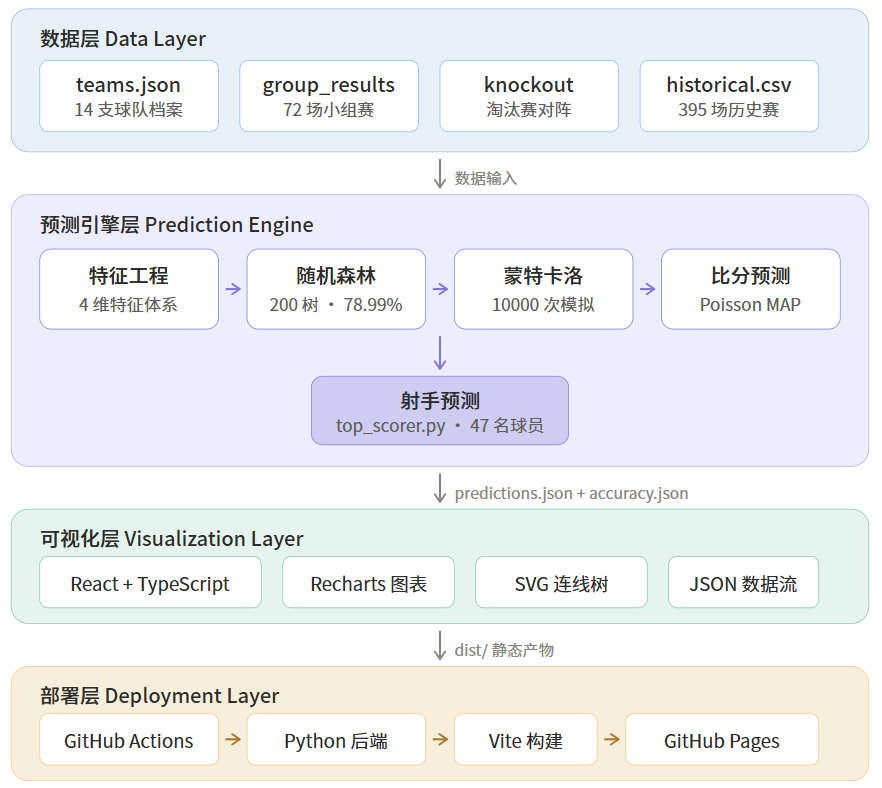 数据层 Data Layer
teams.json
14 支球队档案
group_results
72 场小组赛
knockout
淘汰赛对阵
historical.csv
395 场历史赛
数据输入
预测引擎层 Prediction Engine
特征工程
4 维特征体系
随机森林
200 树 · 78.99%
蒙特卡洛
10000 次模拟
比分预测
Poisson MAP
射手预测
top_scorer.py · 47 名球员
predictions.json + accuracy.json
可视化层 Visualization Layer
React + TypeScript
Recharts 图表
SVG 连线树
JSON 数据流
dist/ 静态产物
部署层 Deployment Layer
GitHub Actions
Python 后端
Vite 构建
GitHub Pages